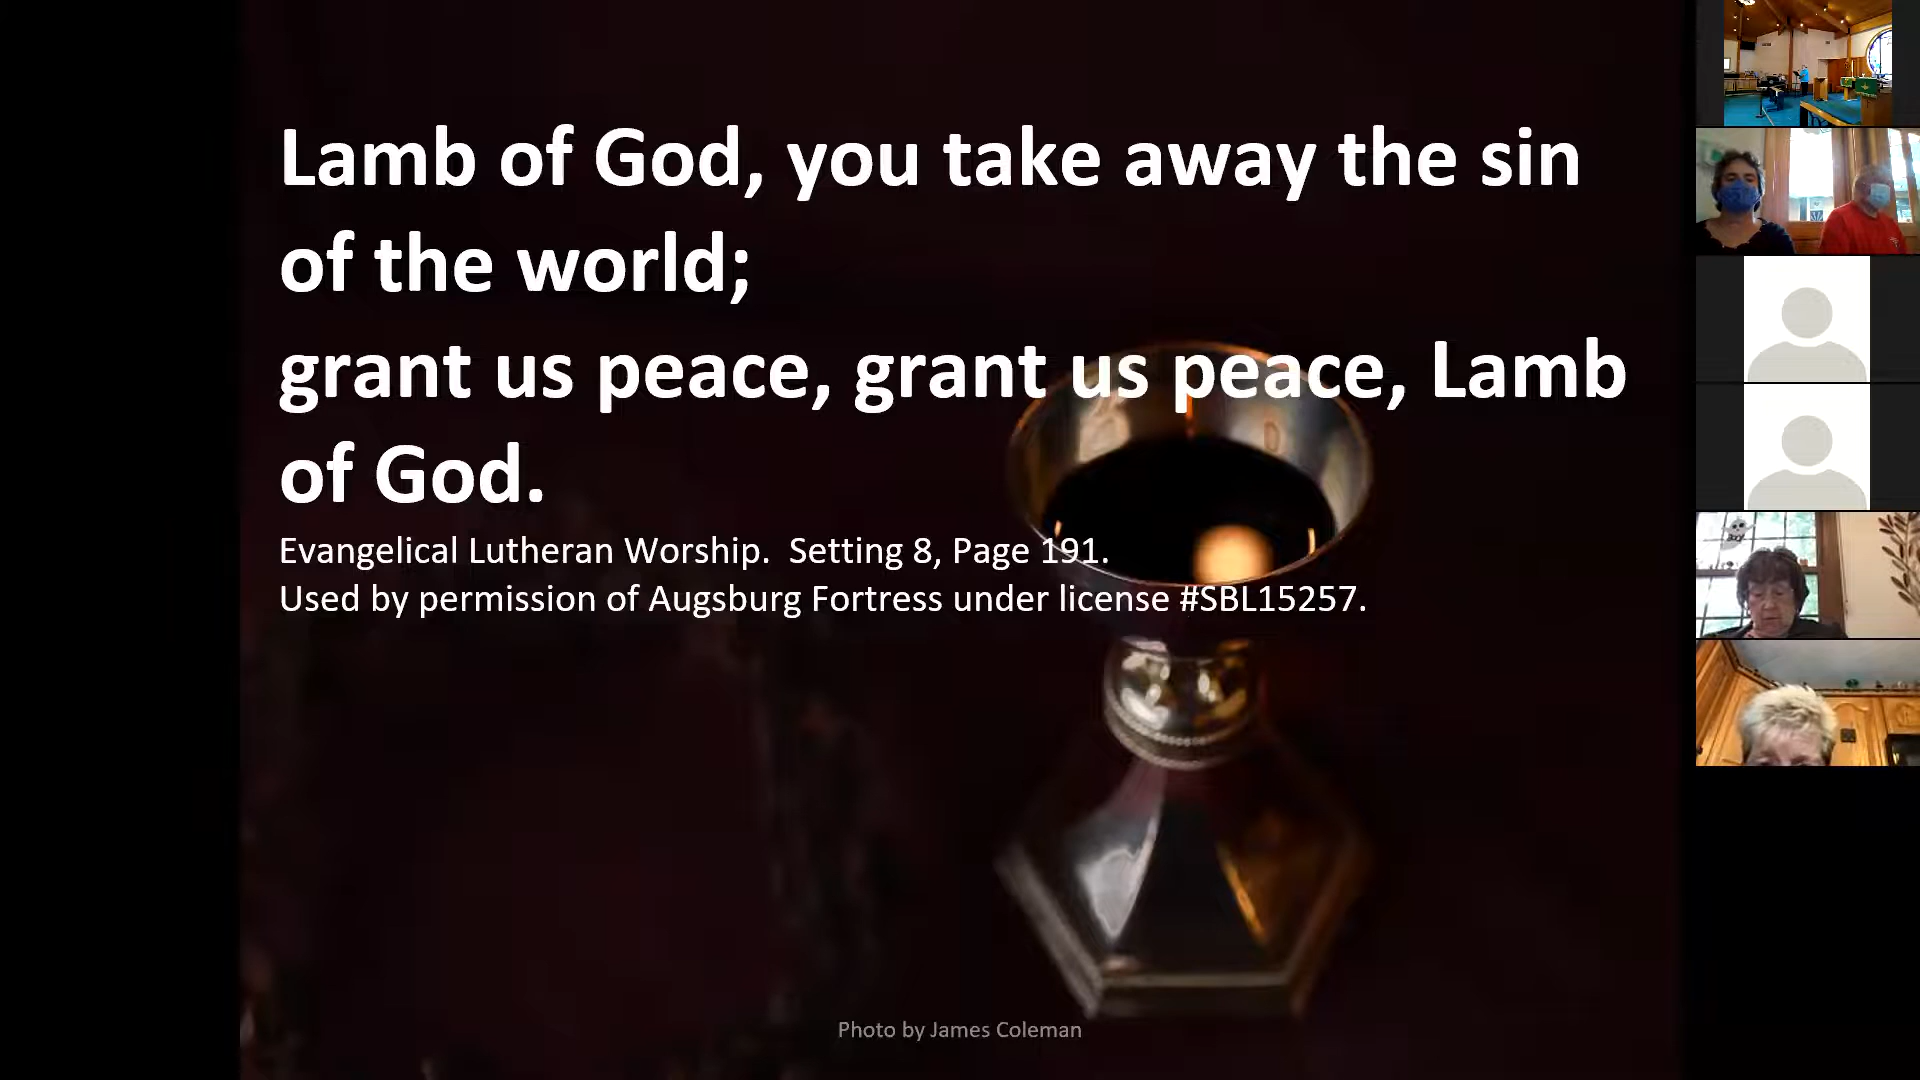 Lamb of God, you take away the sin
of the world;
grant us peace, grant us peace, Lamb
of God.
Evangelical Lutheran Worship.  Setting 8, Page 191.
Used by permission of Augsburg Fortress under license #SBL15257.
Photo by James Coleman